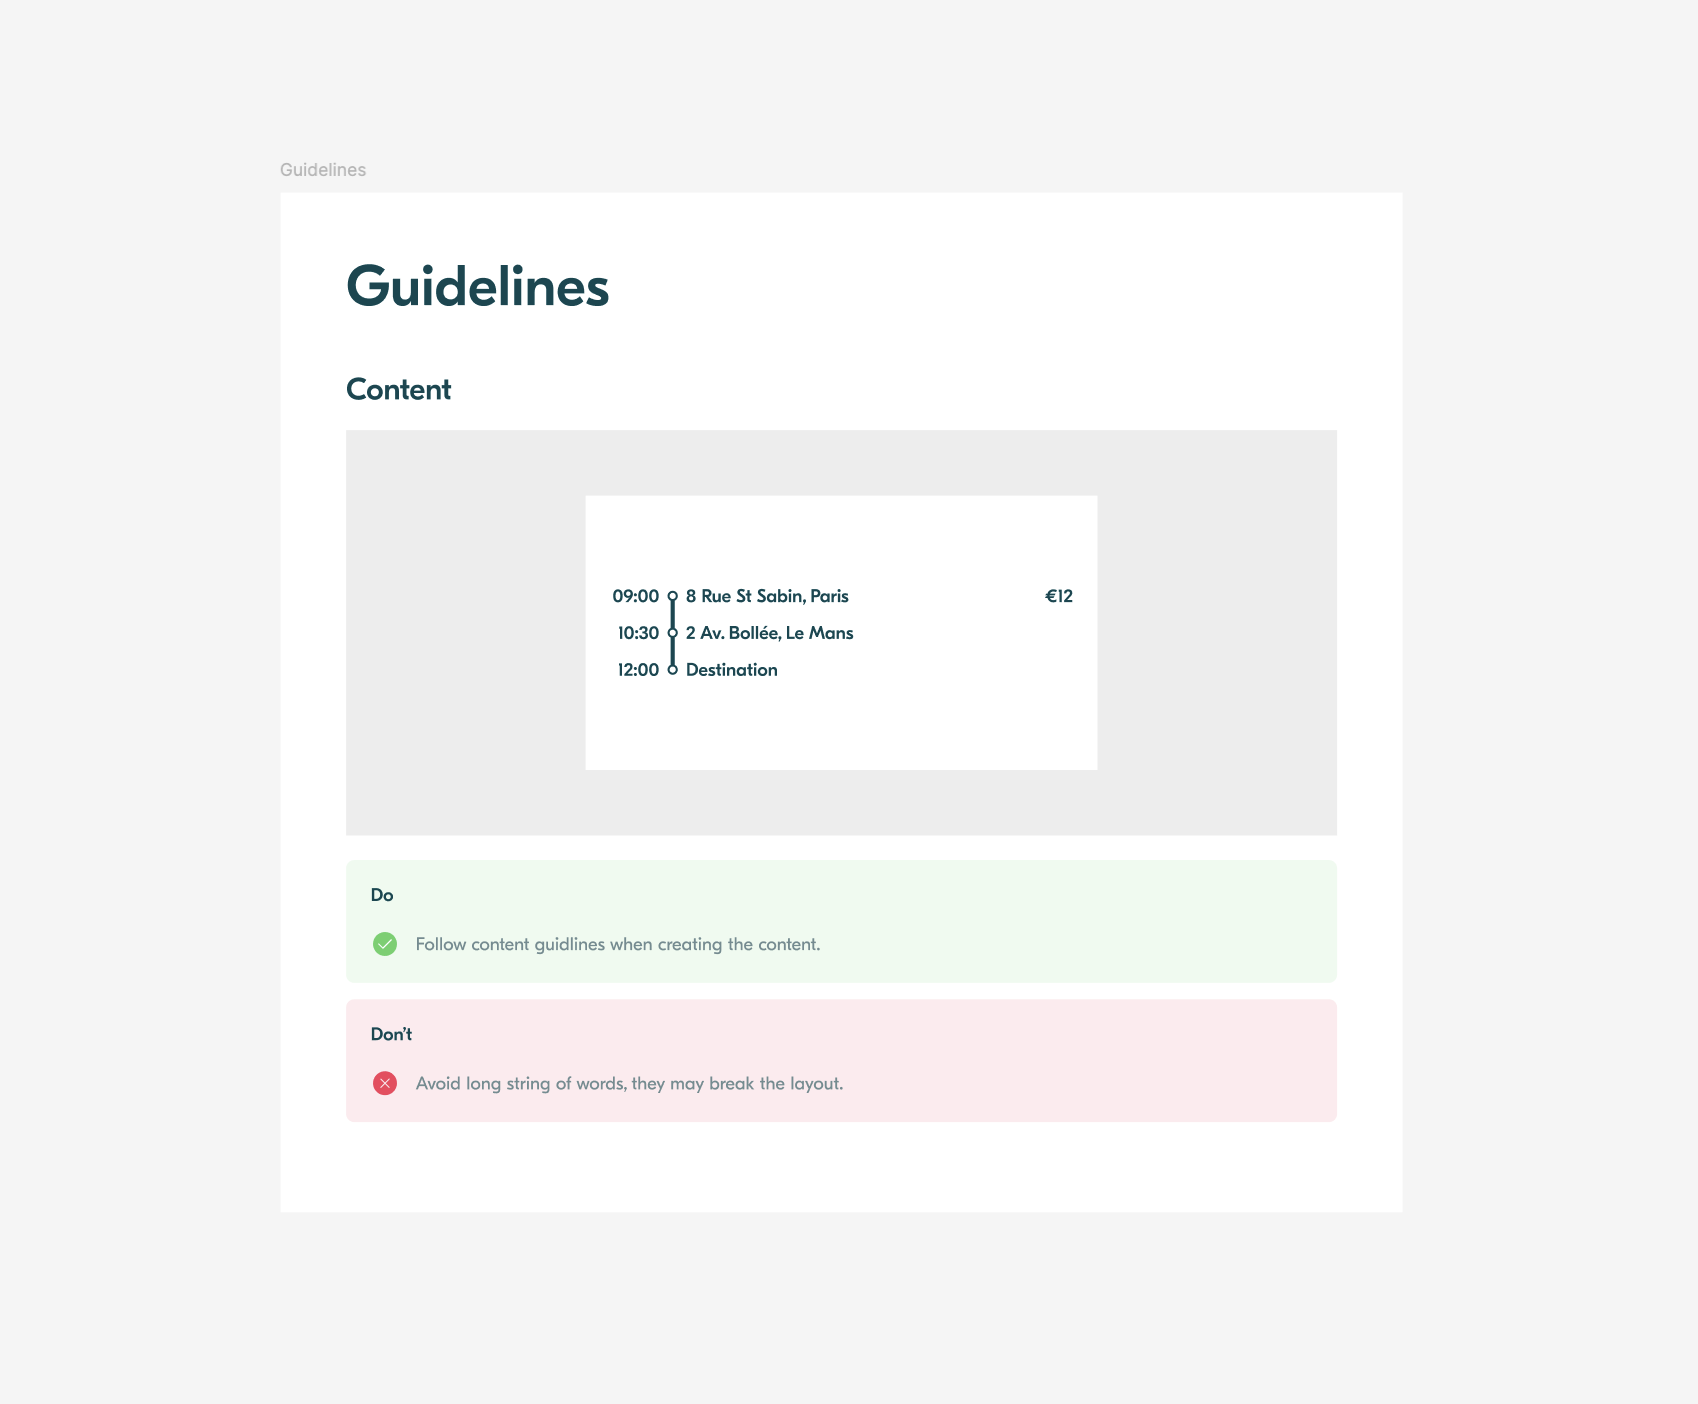 Guidelines
Guidelines
Content
09:00 8 Rue St Sabin, Paris €12
10:30 2 Av. Bollée, Le Mans
12:00 Destination
Do
Follow content guidlines when creating the content.
Don’t
Avoid long string of words, they may break the layout.